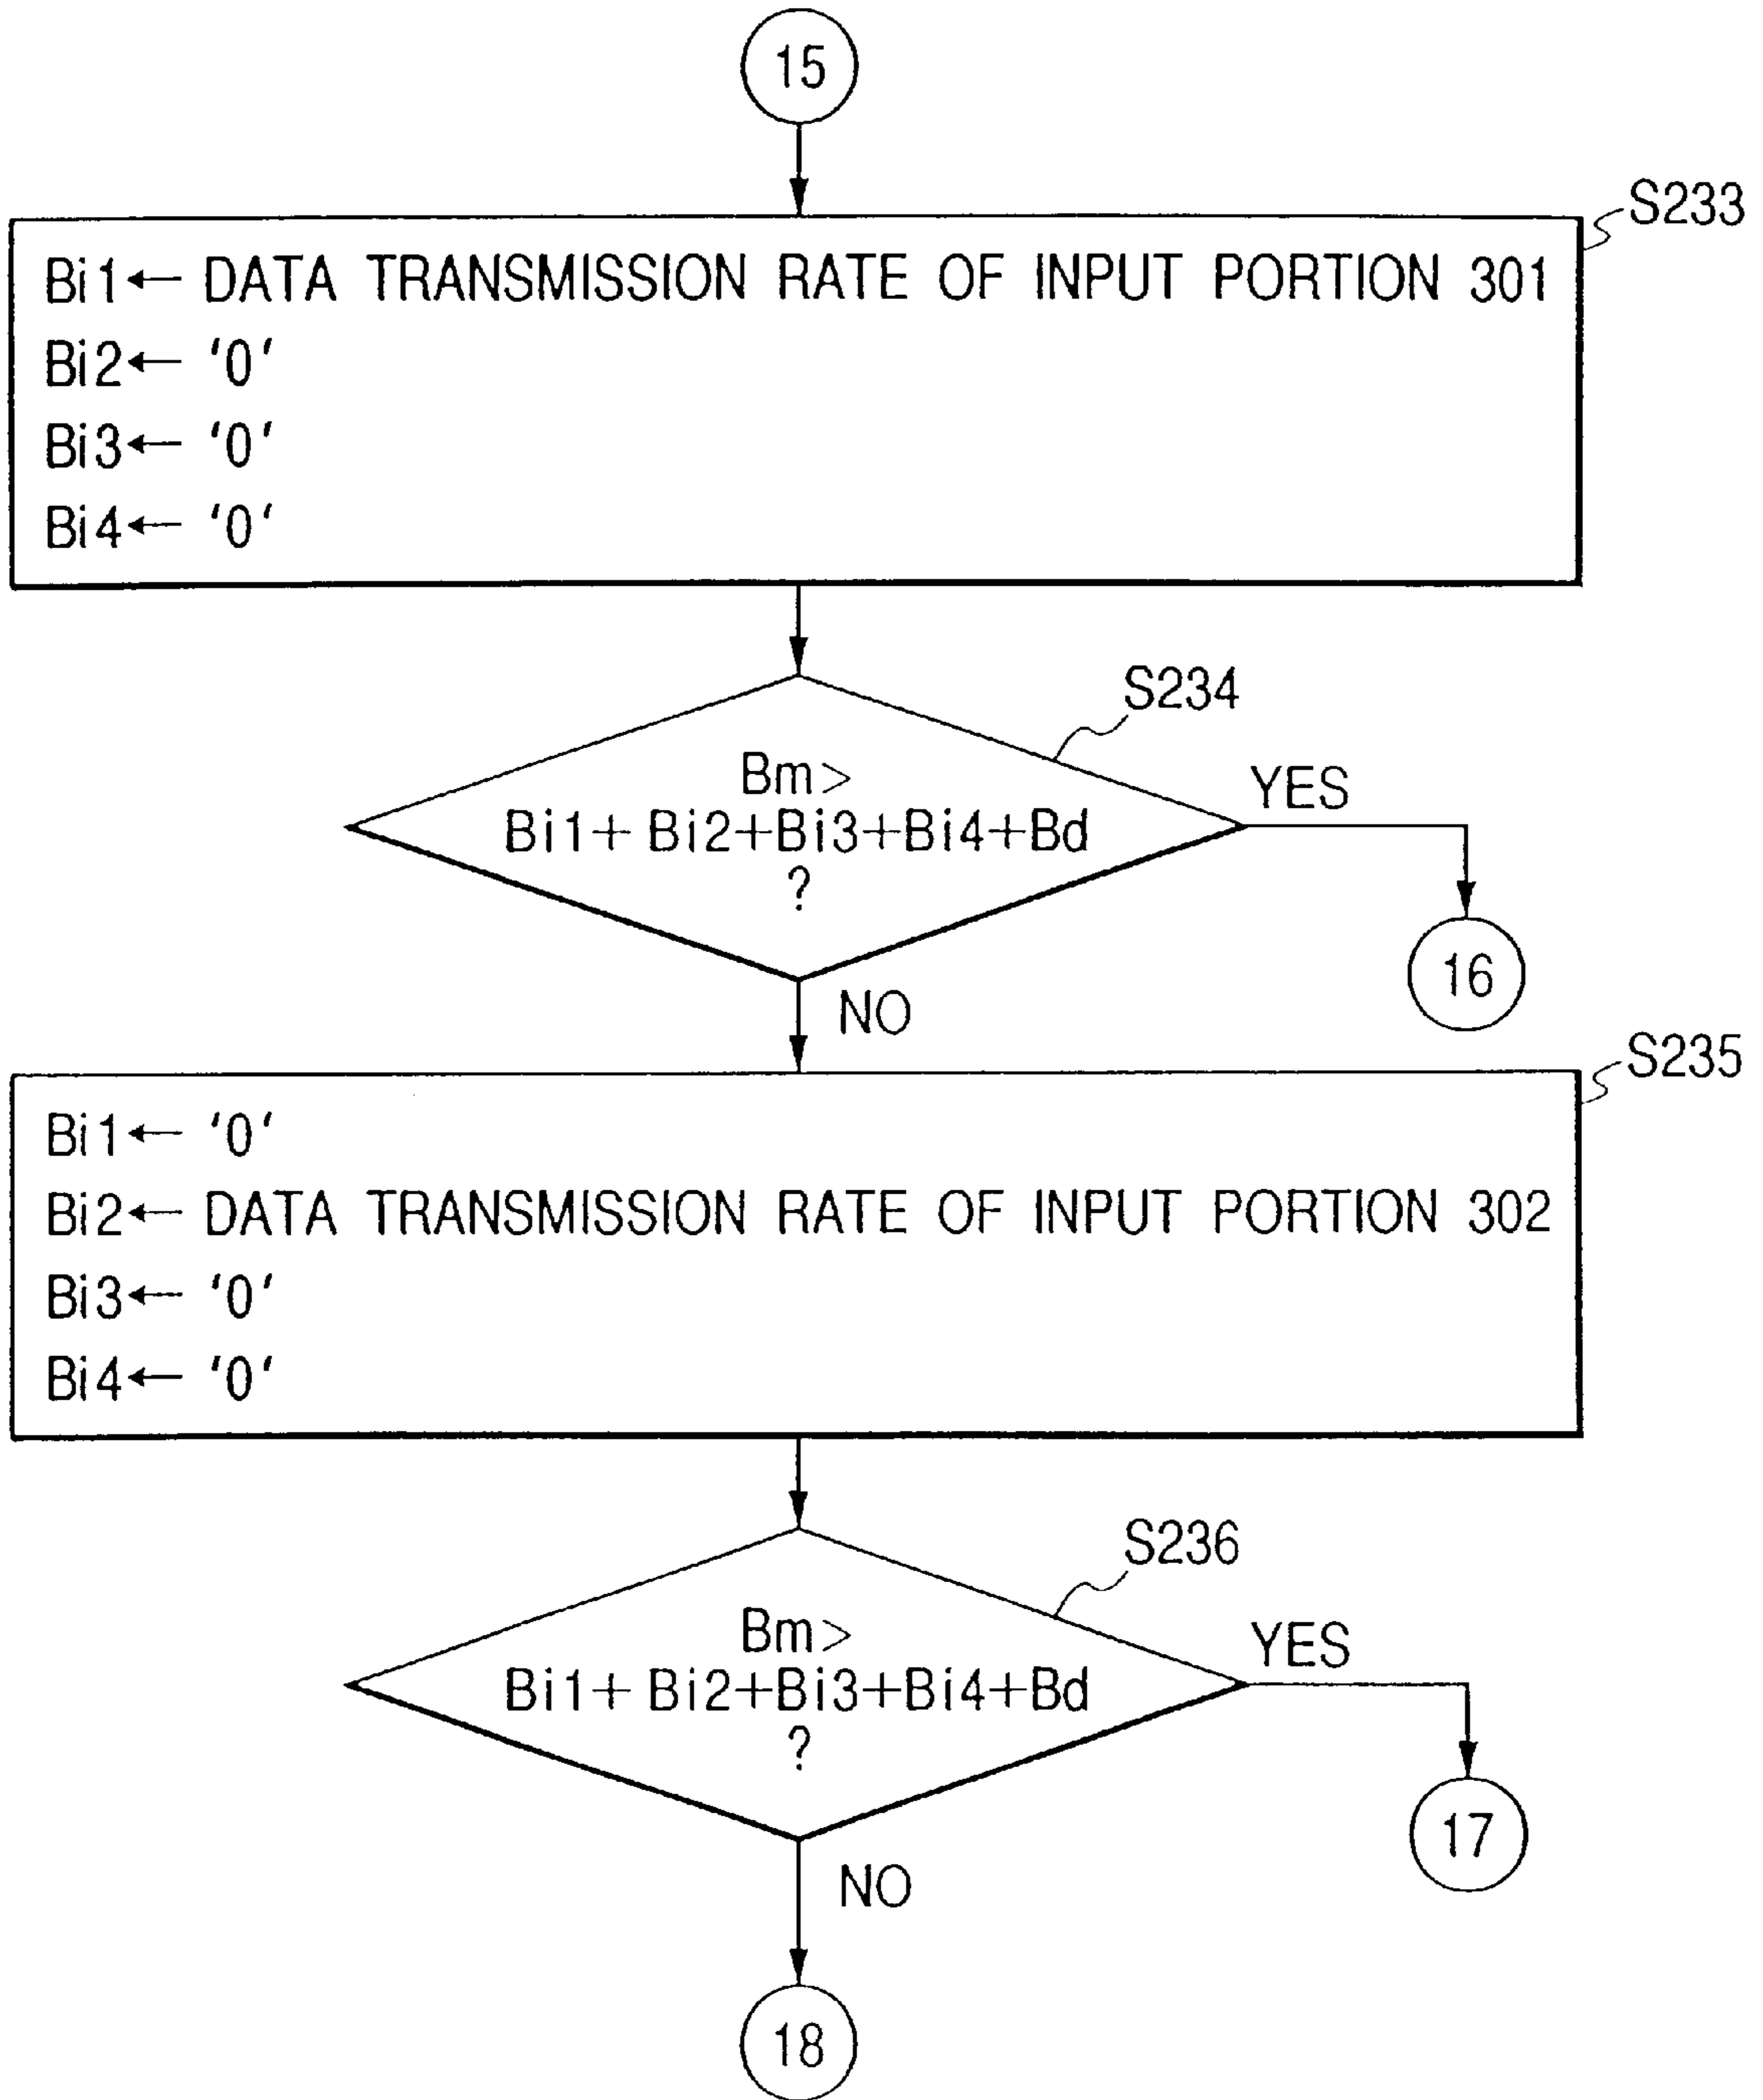 15
S233
Bi1← DATA TRANSMISSION RATE OF INPUT PORTION 301
Bi2← '0'
Bi3← '0'
Bi4← '0'
S234
Bm>
Bi1+ Bi2+Bi3+Bi4+Bd
?
YES
16
NO
S235
Bi1← '0'
Bi2← DATA TRANSMISSION RATE OF INPUT PORTION 302
Bi3← '0'
Bi4← '0'
S236
Bm>
Bi1+ Bi2+Bi3+Bi4+Bd
?
YES
17
NO
18